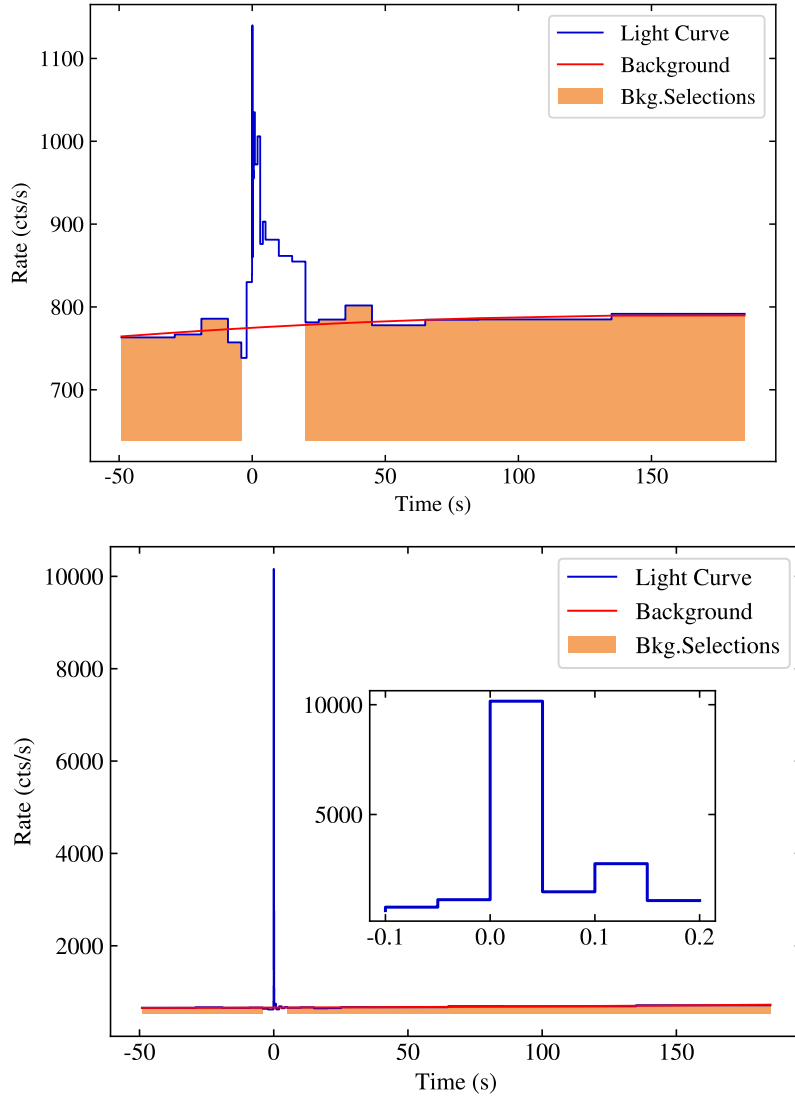 1100
1000
900
800
700
Rate (cts/s)
Light Curve
Background
Bkg.Selections
-50 0 50 100 150
Time (s)
10000
8000
6000
4000
2000
Rate (cts/s)
Light Curve
Background
Bkg.Selections
10000
5000
-0.1 0.0 0.1 0.2
-50 0 50 100 150
Time (s)